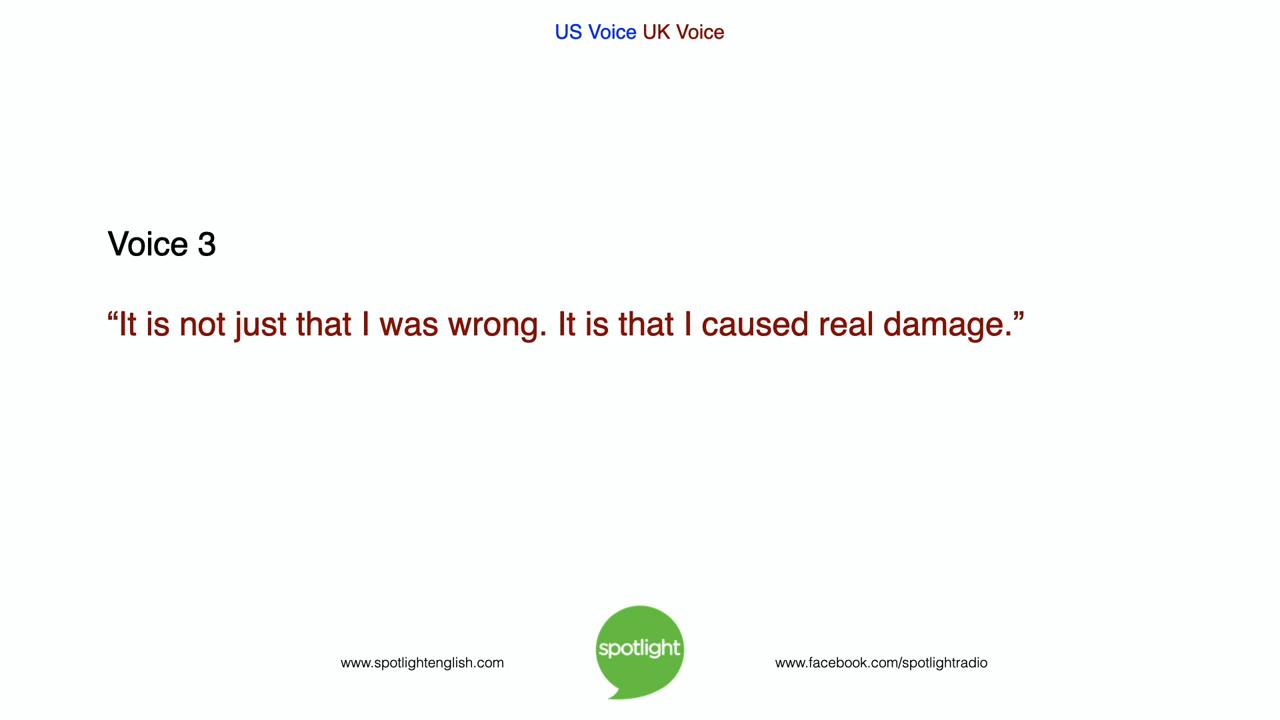 US Voice UK Voice
Voice 3
“It is not just that I was wrong. It is that I caused real damage.”
spotlight
www.spotlightenglish.com
www.facebook.com/spotlightradio